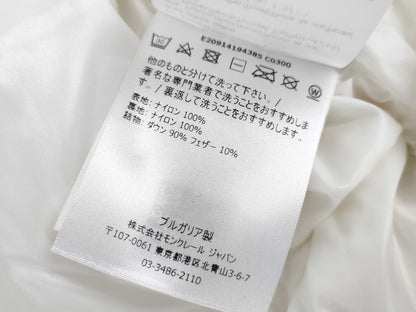 E20914194385 C0300
他のものと分けて洗って下さい。/
著名な専門業者で洗うことをおすすめしま
す。/裏返して洗うことをおすすめします。
表地: ナイロン 100%
裏地: ナイロン 100%
詰物: ダウン 90% フェザー 10%
ブルガリア製
株式会社モンクレール ジャパン
〒107-0061
東京都港区北青山3-6-7
03-3486-2110